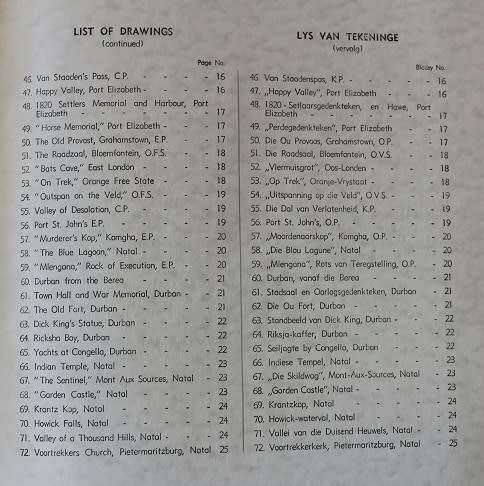 LIST OF DRAWINGS
(continued)
Page No.
46. Van Staaden's Pass, C.P. - - - - 16
47. Happy Valley, Port Elizabeth - - - - 16
48. 1820 Settlers Memorial and Harbour, Port
Elizabeth - - - - - - - 17
49. "Horse Memorial," Port Elizabeth - - - 17
50. The Old Provost, Grahamstown, E.P. - - 17
51. The Raadzaal, Bloemfontein, O.F.S. - - - 18
52. "Bats Cave," East London - - - - 18
53. "On Trek," Orange Free State - - - 18
54. "Outspan on the Veld," O.F.S. - - - - 19
55. Valley of Desolation, C.P. - - - - 19
56. Port St. John's, E.P. - - - - - 19
57. "Murderer's Kop," Komgha, E.P. - - - 20
58. "The Blue Lagoon," Natal - - - - 20
59. "Mlengana," Rock of Execution, E.P. - - - 20
60. Durban from the Berea - - - - 21
61. Town Hall and War Memorial, Durban - - 21
62. The Old Fort, Durban - - - - - 21
63. Dick King's Statue, Durban - - - - 22
64. Ricksha Boy, Durban - - - - - 22
65. Yachts at Congella, Durban - - - - 22
66. Indian Temple, Natal - - - - - 23
67. "The Sentinel," Mont Aux Sources, Natal - 23
68. "Garden Castle," Natal - - - - - 23
69. Krantz Kop, Natal - - - - - 24
70. Howick Falls, Natal - - - - - 24
71. Valley of a Thousand Hills, Natal - - - 24
72. Voortrekkers Church, Pietermaritzburg, Natal 25
LYS VAN TEKENINGE
(vervolg)
Bladsy No.
46. Van Staadenspas, K.P. - - - - - 16
47. „Happy Valley", Port Elizabeth - - - - 16
48. 1820-Setlaarsgedenkteken, en Hawe, Port
Elizabeth - - - - - - - 17
49. „Perdegedenkteken", Port Elizabeth - - - 17
50. Die Ou Provoos, Grahamstown, O.P. - - - 17
51. Die Raadsaal, Bloemfontein, O.V.S. - - - 18
52. „Vlermuisgrot", Oos-Londen - - - - 18
53. „Op Trek", Oranje-Vrystaat - - - - 18
54. „Uitspanning op die Veld", O.V.S. - - - 19
55. Die Dal van Verlatenheid, K.P. - - - - 19
56. Port St. John's, O.P. - - - - - 19
57. „Moordenaarskop", Komgha, O.P. - - - 20
58. „Die Blou Lagune", Natal - - - - 20
59. „Mlengana", Rots van Teregstelling, O.P. - - 20
60. Durban, vanaf die Berea - - - - 21
61. Stadsaal en Oorlogsgedenkteken, Durban - 21
62. Die Ou Fort, Durban - - - - - 21
63. Standbeeld van Dick King, Durban - - - 22
64. Riksja-kaffer, Durban - - - - - 22
65. Seiljagte by Congella, Durban - - - - 22
66. Indiese Tempel, Natal - - - - - 23
67. „Die Skildwag", Mont-Aux-Sources, Natal - 23
68. „Garden Castle", Natal - - - - - 23
69. Krantzkop, Natal - - - - - - 24
70. Howick-waterval, Natal - - - - - 24
71. Vallei van die Duisend Heuwels, Natal - - 24
72. Voortrekkerkerk, Pietermaritzburg, Natal - 25